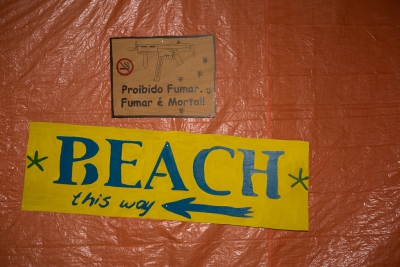 Proibido Fumar.
Fumar é Mortal!
BEACH
this way